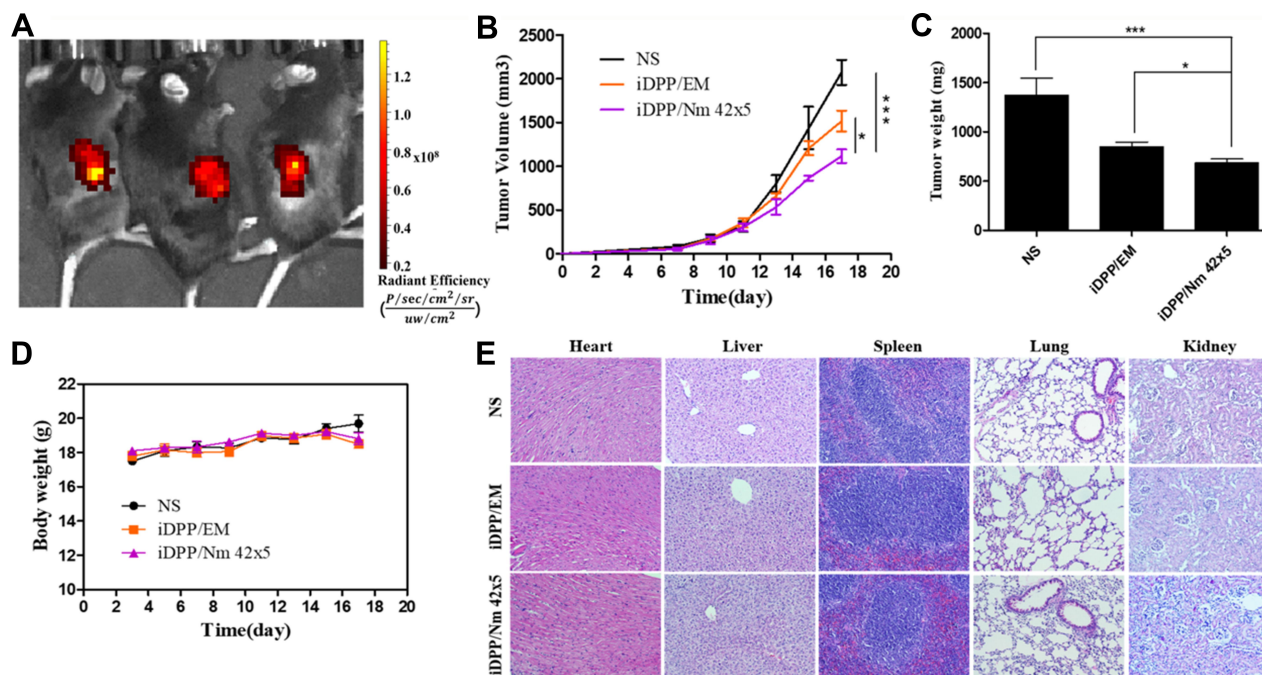 A
1.2
1.0
0.8
x10⁸
0.6
0.4
0.2
Radiant Efficiency
(P/sec/cm²/sr
uw/cm²)
B
NS
iDPP/EM
iDPP/Nm 42x5
Tumor Volume (mm3)
2500
2000
1500
1000
500
0
0 2 4 6 8 10 12 14 16 18 20
Time(day)
*
***
C
***
*
Tumor weight (mg)
2000
1500
1000
500
0
NS
iDPP/EM
iDPP/Nm 42x5
D
Body weight (g)
22
20
18
16
14
12
10
NS
iDPP/EM
iDPP/Nm 42x5
0 2 4 6 8 10 12 14 16 18 20
Time(day)
E
Heart Liver Spleen Lung Kidney
NS
iDPP/EM
iDPP/Nm 42x5